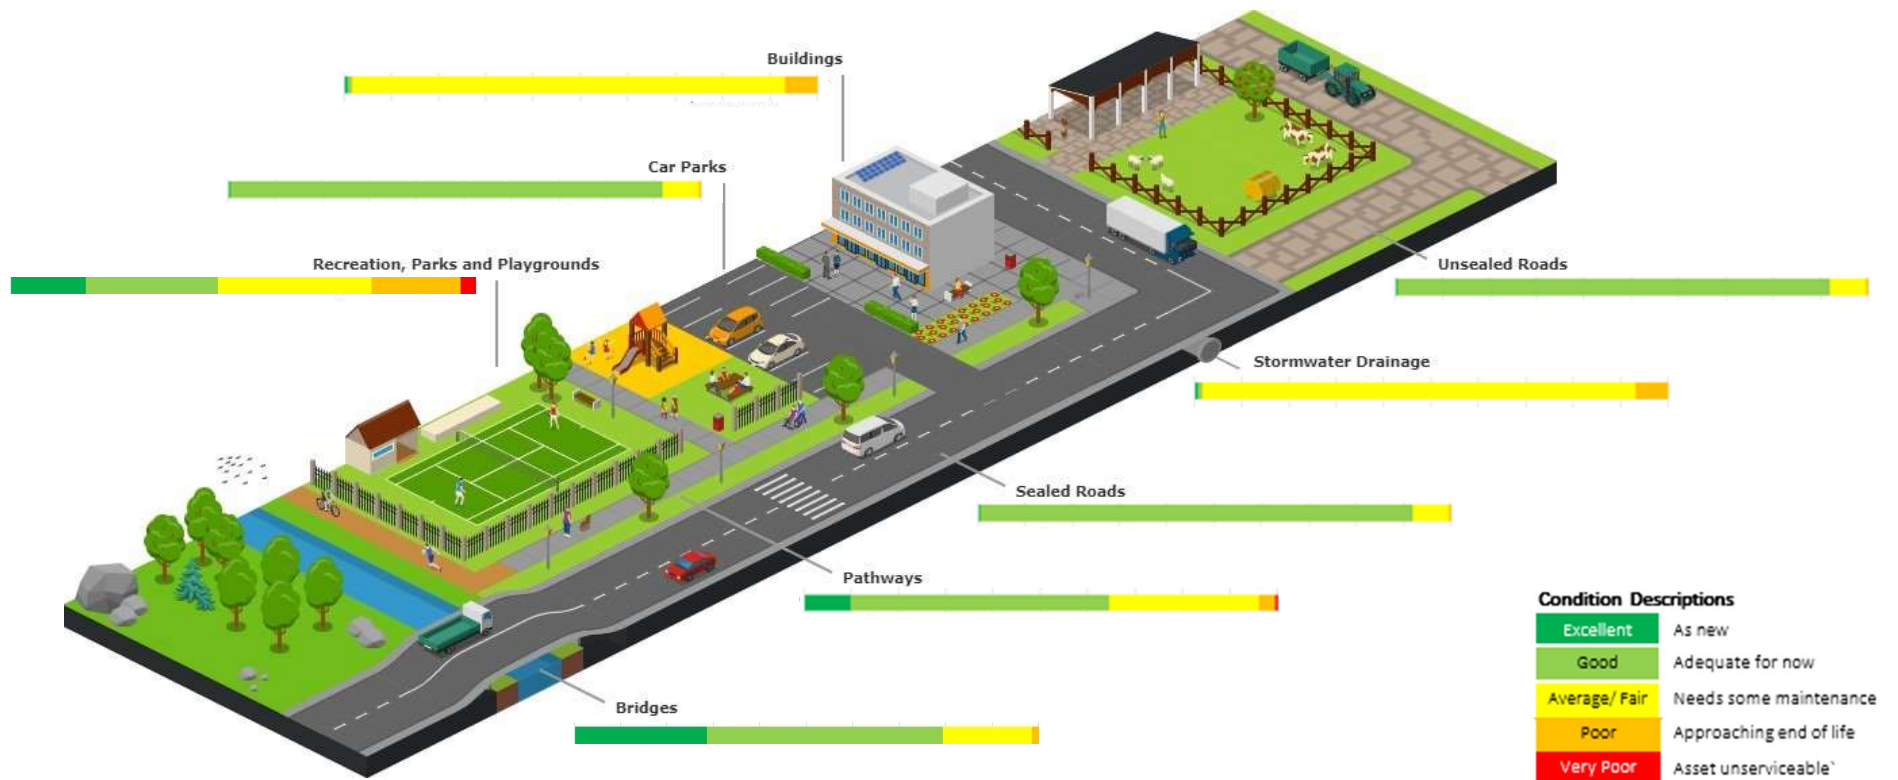 Buildings
Car Parks
Recreation, Parks and Playgrounds
Unsealed Roads
Stormwater Drainage
Sealed Roads
Pathways
Bridges
Condition Descriptions
Excellent As new
Good Adequate for now
Average/ Fair Needs some maintenance
Poor Approaching end of life
Very Poor Asset unserviceable`